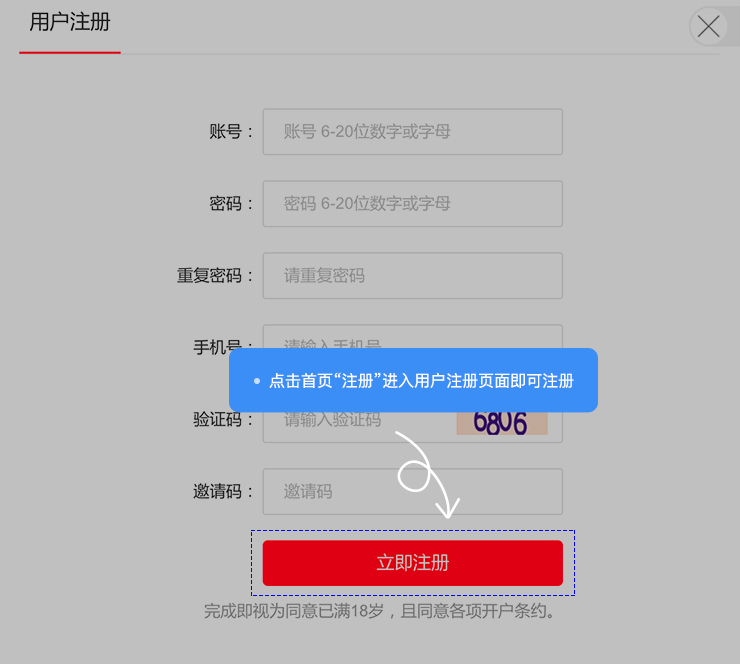 用户注册
账号： 账号 6-20位数字或字母
密码： 密码 6-20位数字或字母
重复密码： 请重复密码
手机号： 请输入手机号
点击首页“注册”进入用户注册页面即可注册
验证码： 请输入验证码 6806
邀请码： 邀请码
立即注册
完成即视为同意已满18岁，且同意各项开户条约。